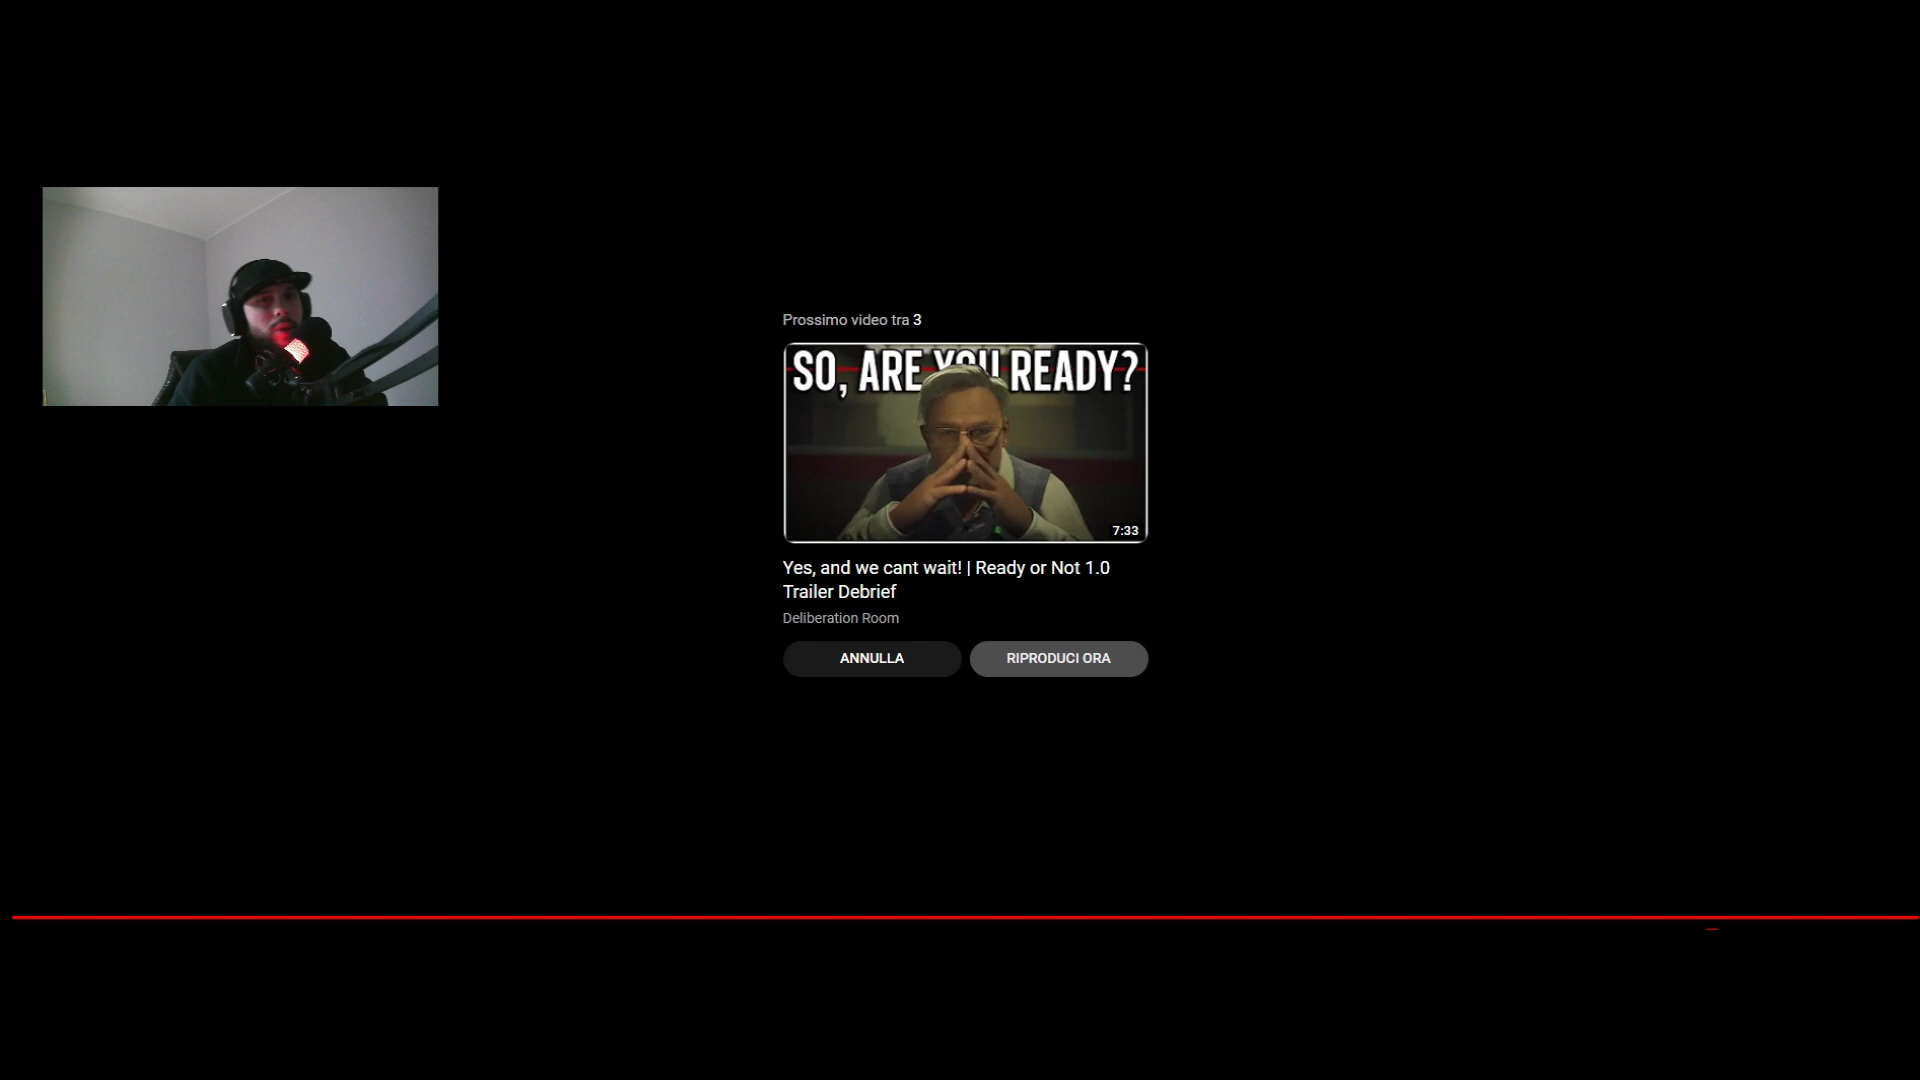 Prossimo video tra 3
SO, ARE YOU READY?
7:33
Yes, and we cant wait! | Ready or Not 1.0
Trailer Debrief
Deliberation Room
ANNULLA
RIPRODUCI ORA